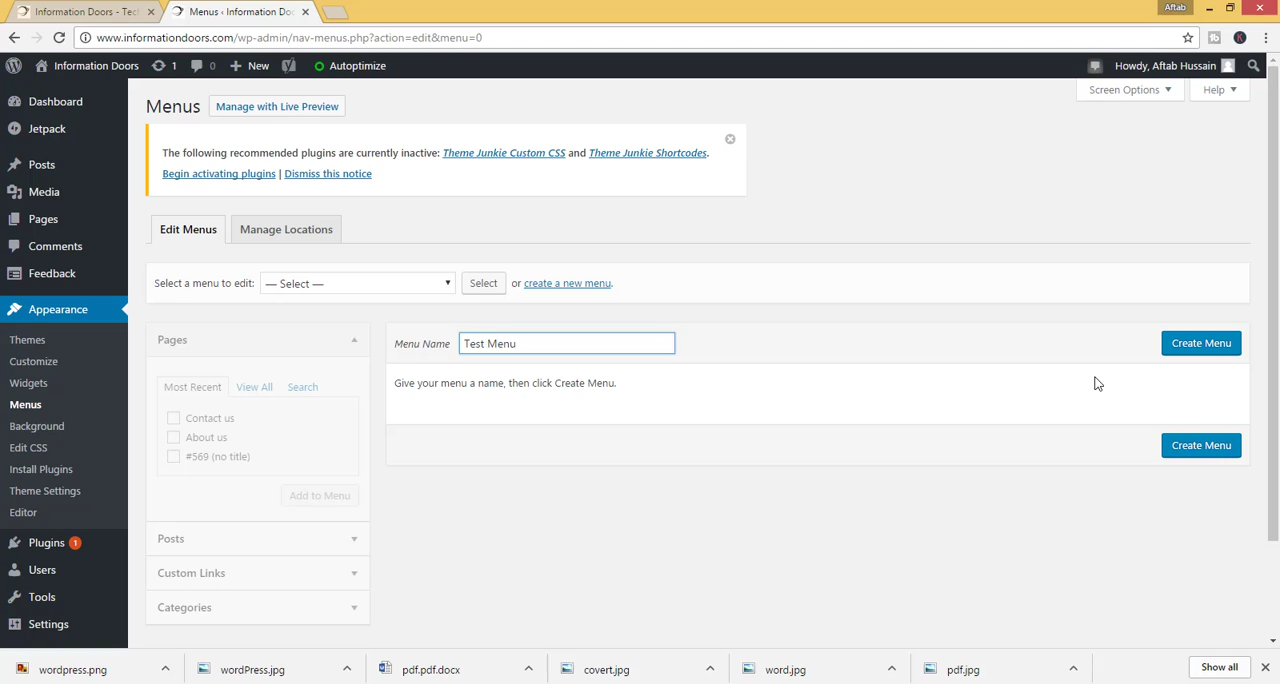 Information Doors - Tech
Menus ‹ Information Doo
Aftab
www.informationdoors.com/wp-admin/nav-menus.php?action=edit&menu=0
Information Doors
1
0
New
Autoptimize
Howdy, Aftab Hussain
Dashboard
Jetpack
Posts
Media
Pages
Comments
Feedback
Appearance
Themes
Customize
Widgets
Menus
Background
Edit CSS
Install Plugins
Theme Settings
Editor
Plugins 1
Users
Tools
Settings
Screen Options
Help
Menus
Manage with Live Preview
The following recommended plugins are currently inactive: Theme Junkie Custom CSS and Theme Junkie Shortcodes.
Begin activating plugins | Dismiss this notice
Edit Menus
Manage Locations
Select a menu to edit: — Select — Select or create a new menu.
Pages
Most Recent View All Search
Contact us
About us
#569 (no title)
Add to Menu
Posts
Custom Links
Categories
Menu Name Test Menu
Create Menu
Give your menu a name, then click Create Menu.
Create Menu
wordpress.png
wordPress.jpg
pdf.pdf.docx
covert.jpg
word.jpg
pdf.jpg
Show all